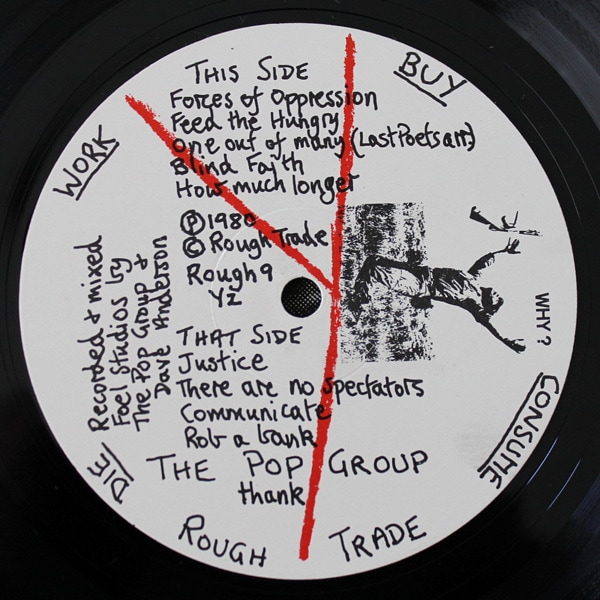 THIS SIDE
Forces of Oppression
Feed the Hungry
One out of many (Last Poets arr.)
Blind Faith
How much longer
Ⓟ 1980
© Rough Trade
Rough 9
Y2
THAT SIDE
Justice
There are no spectators
Communicate
Rob a bank
THE POP GROUP
thank
ROUGH TRADE
BUY
CONSUME
DIE
WORK
WHY?
Recorded + mixed
Foel studios by
The Pop Group +
Dave Anderson